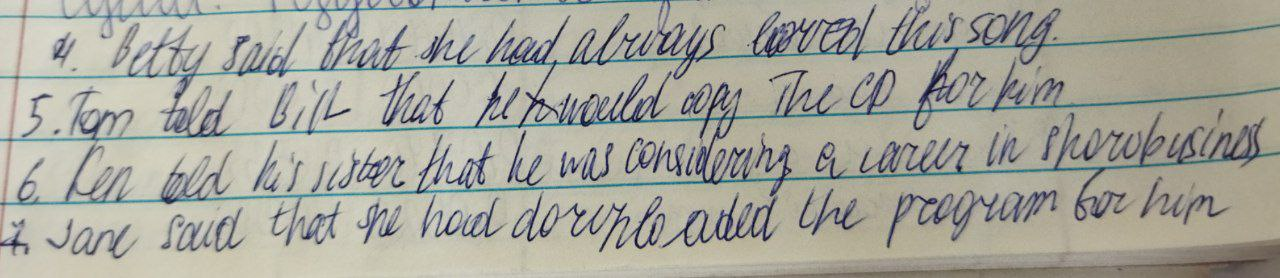 4. Betty said that she had always loved this song.
5. Tom told Bill that he would copy The CD for him
6. Ken told his sister that he was considering a career in showbusiness
7. Jane said that she had downloaded the program for him